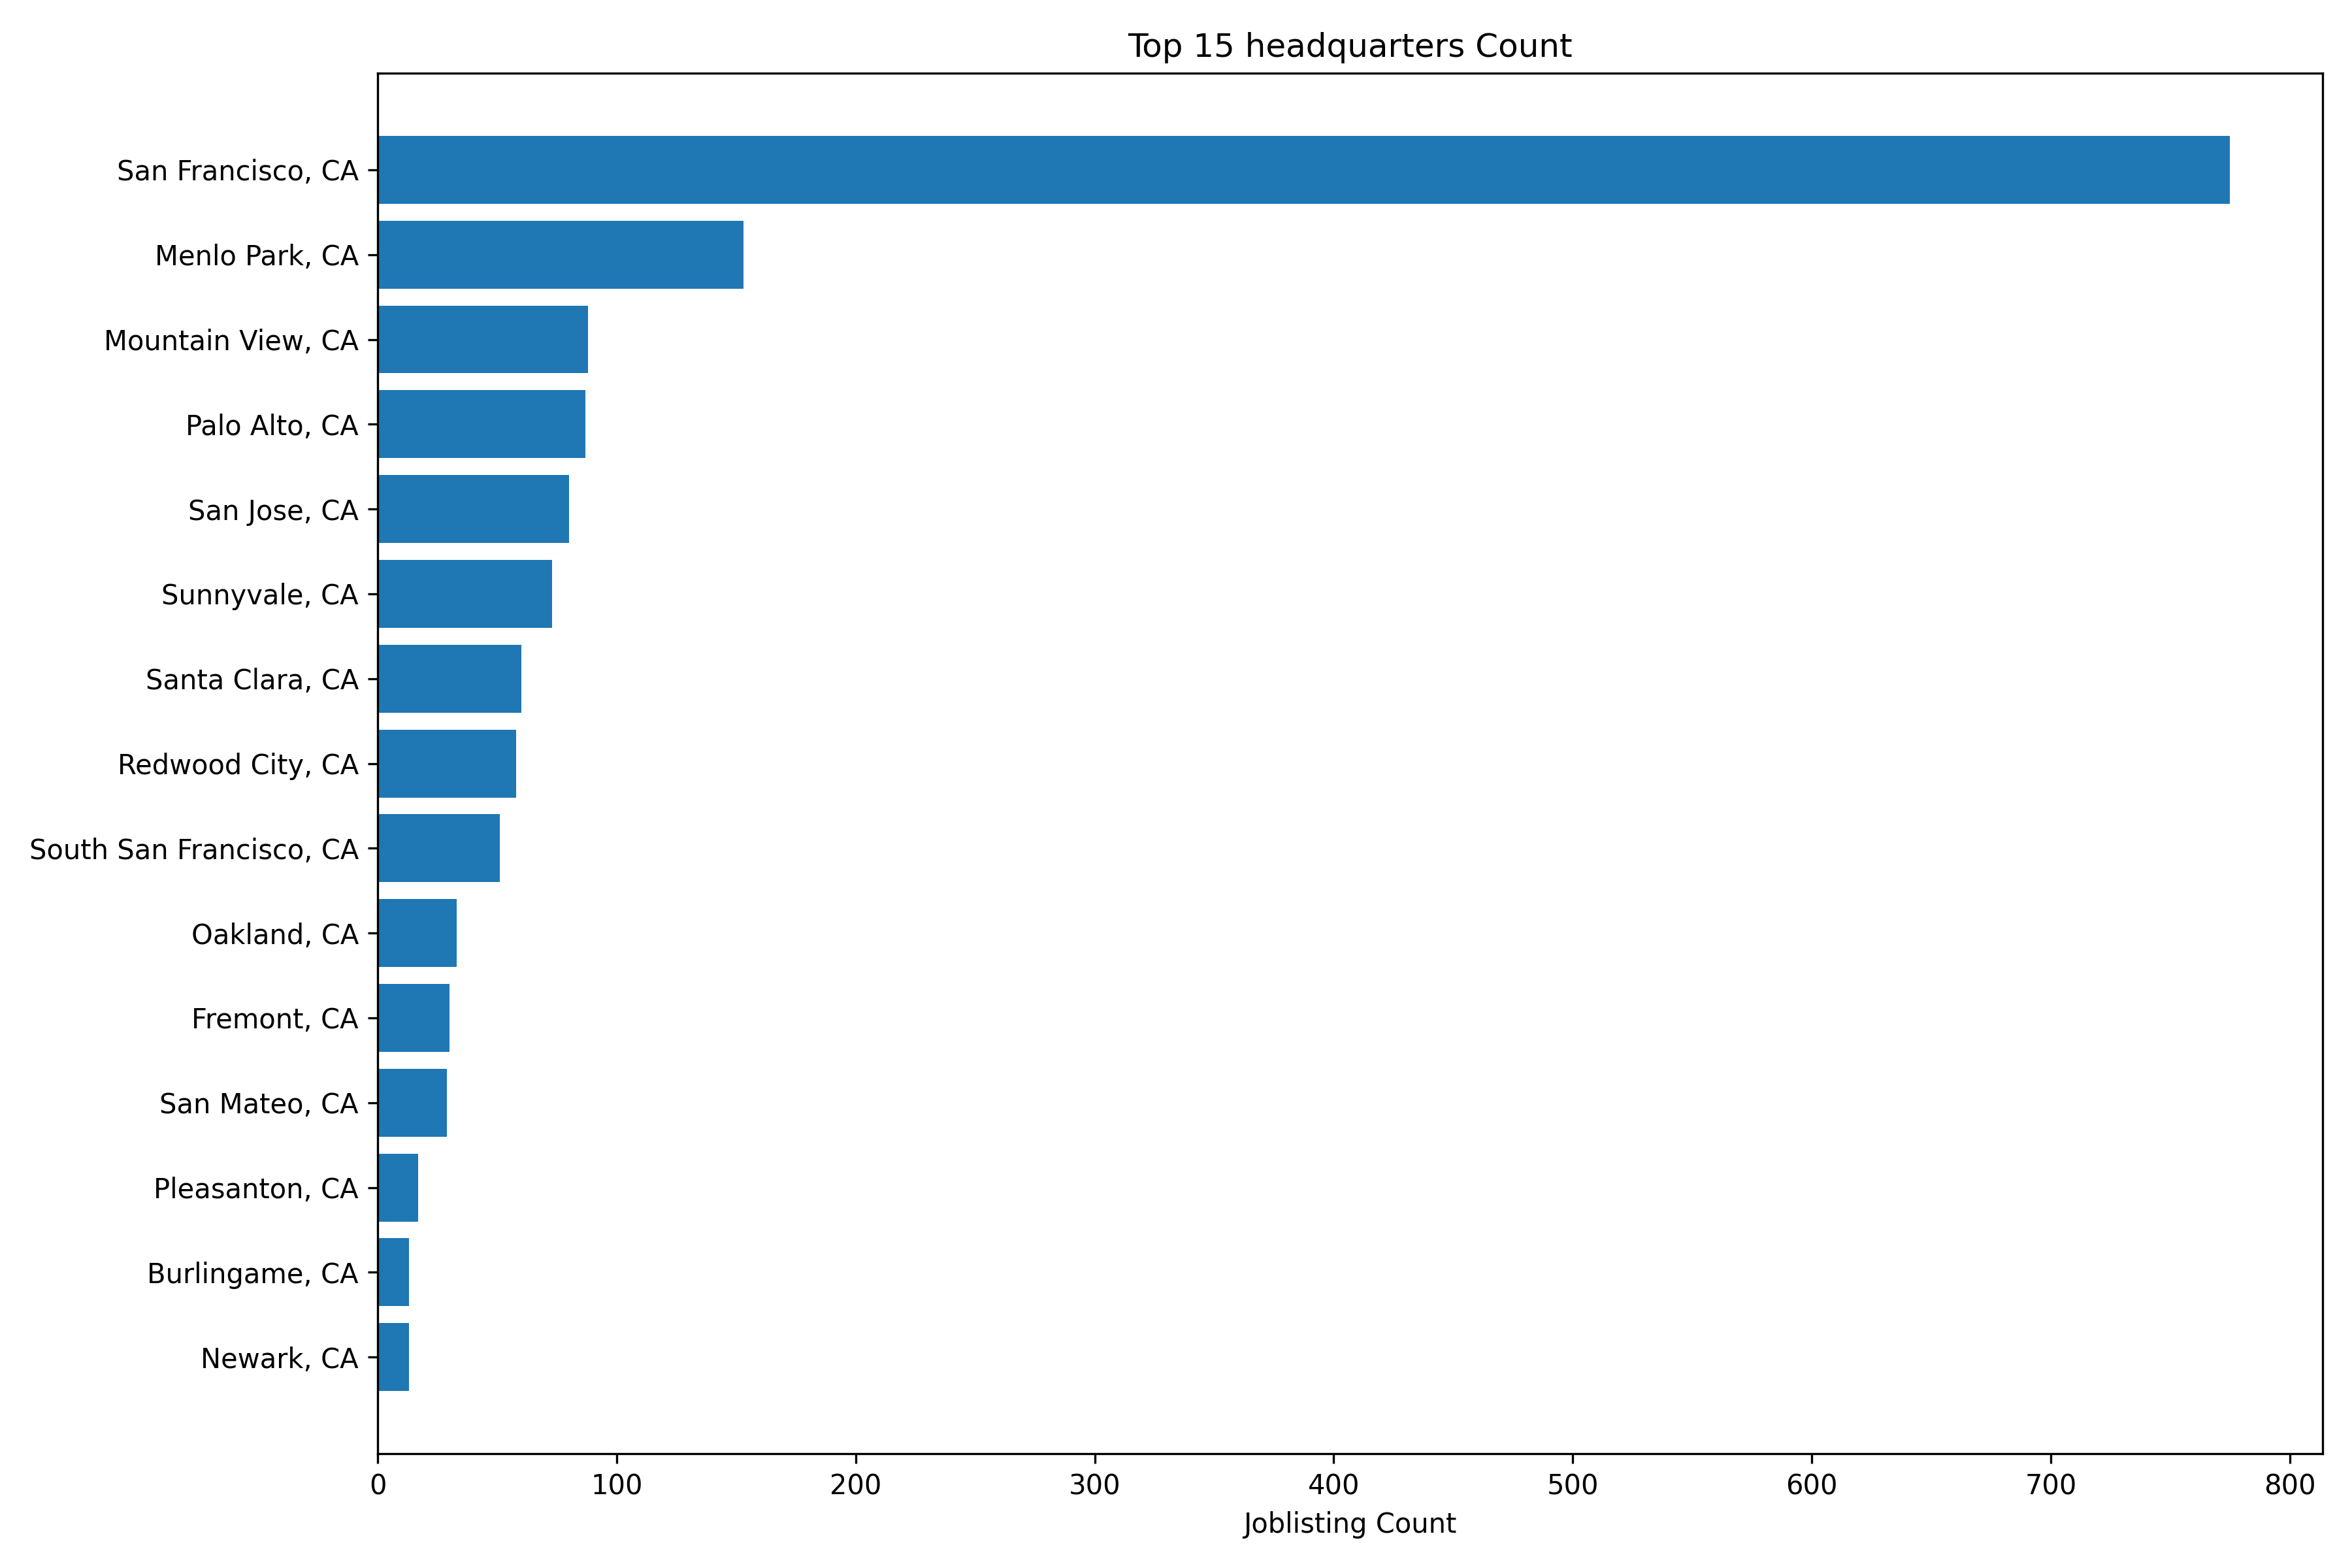 Top 15 headquarters Count
San Francisco, CA
Menlo Park, CA
Mountain View, CA
Palo Alto, CA
San Jose, CA
Sunnyvale, CA
Santa Clara, CA
Redwood City, CA
South San Francisco, CA
Oakland, CA
Fremont, CA
San Mateo, CA
Pleasanton, CA
Burlingame, CA
Newark, CA
0 100 200 300 400 500 600 700 800
Joblisting Count